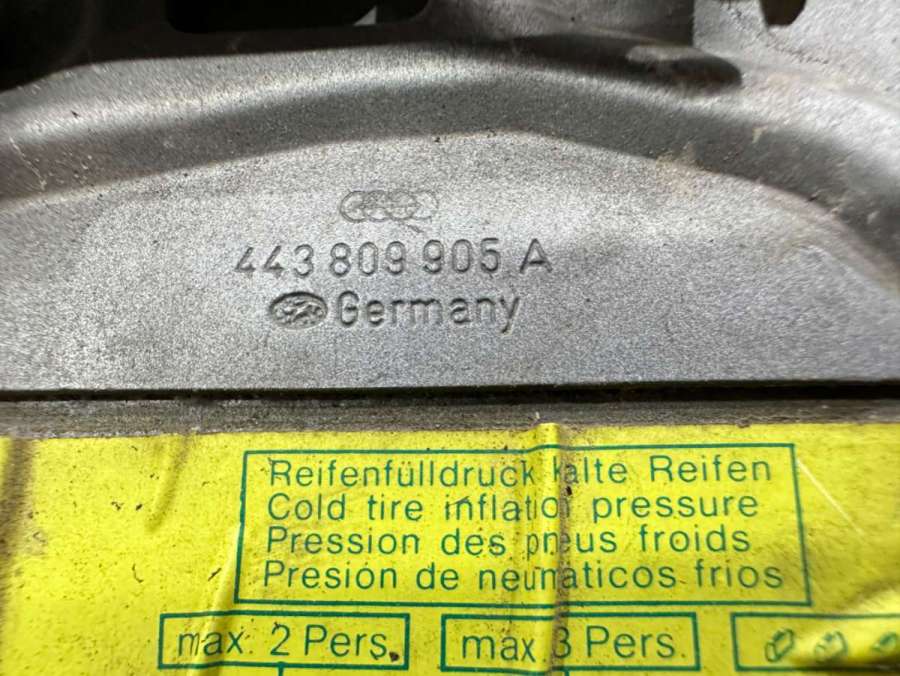 443 809 905 A
Germany
Reifenfülldruck kalte Reifen
Cold tire inflation pressure
Pression des pneus froids
Presión de neumáticos frios
max. 2 Pers.
max. 3 Pers.